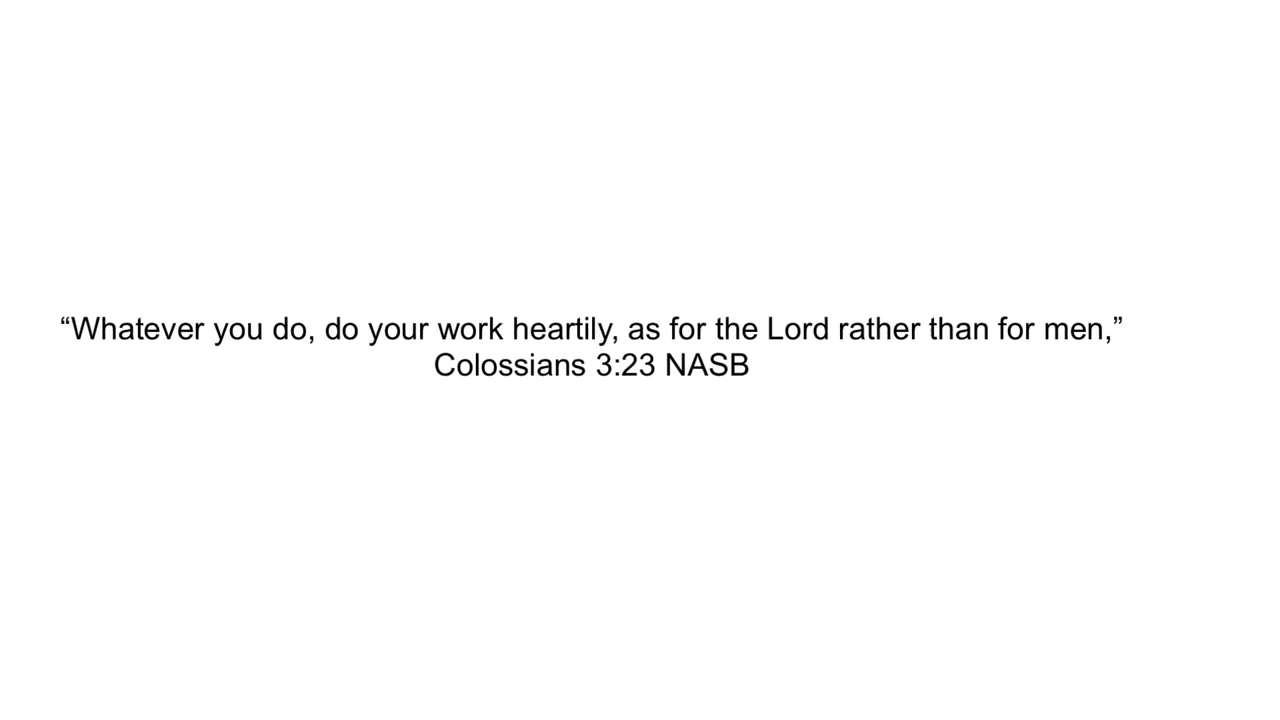 “Whatever you do, do your work heartily, as for the Lord rather than for men,”
Colossians 3:23 NASB